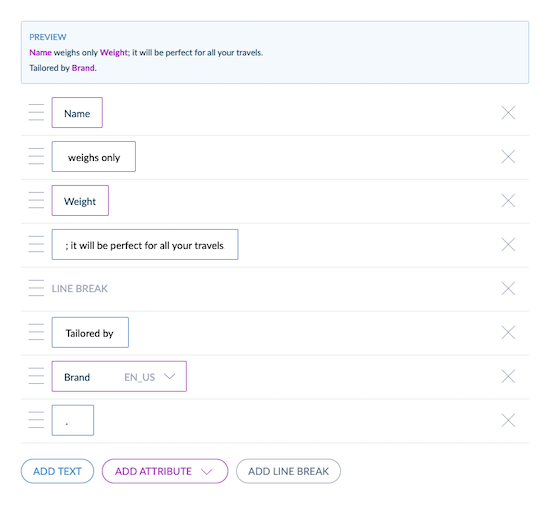 PREVIEW
Name weighs only Weight; it will be perfect for all your travels.
Tailored by Brand.
Name
weighs only
Weight
; it will be perfect for all your travels
LINE BREAK
Tailored by
Brand EN_US
.
ADD TEXT ADD ATTRIBUTE ADD LINE BREAK